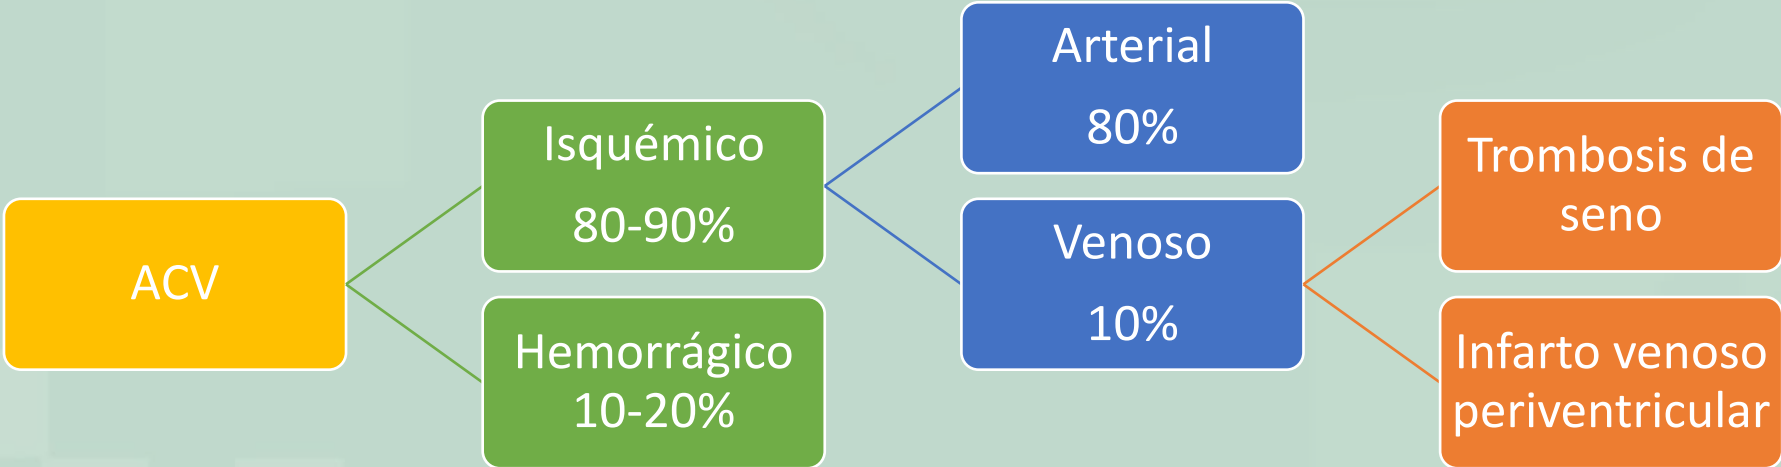 ACV
Isquémico
80-90%
Hemorrágico
10-20%
Arterial
80%
Venoso
10%
Trombosis de
seno
Infarto venoso
periventricular